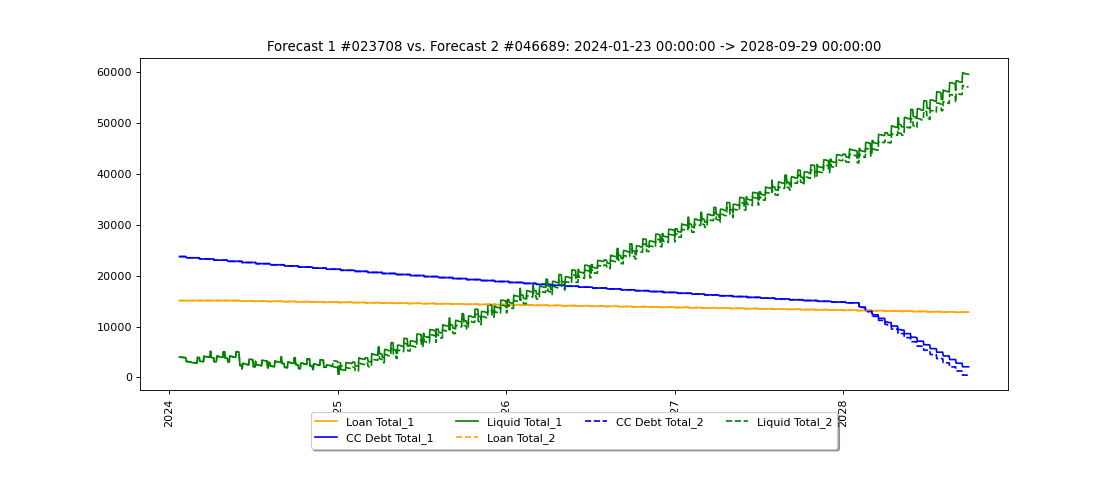 Forecast 1 #023708 vs. Forecast 2 #046689: 2024-01-23 00:00:00 -> 2028-09-29 00:00:00
60000
50000
40000
30000
20000
10000
0
2024
25
26
27
2028
Loan Total_1
Liquid Total_1
CC Debt Total_2
Liquid Total_2
CC Debt Total_1
Loan Total_2